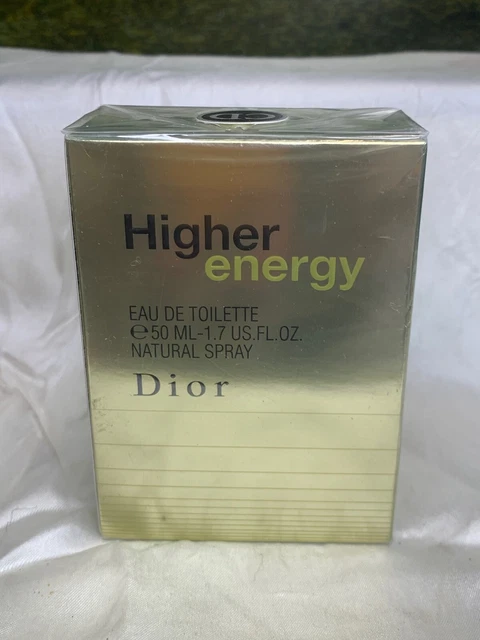 Higher
energy
EAU DE TOILETTE
℮50 ML-1.7 US.FL.OZ.
NATURAL SPRAY
Dior